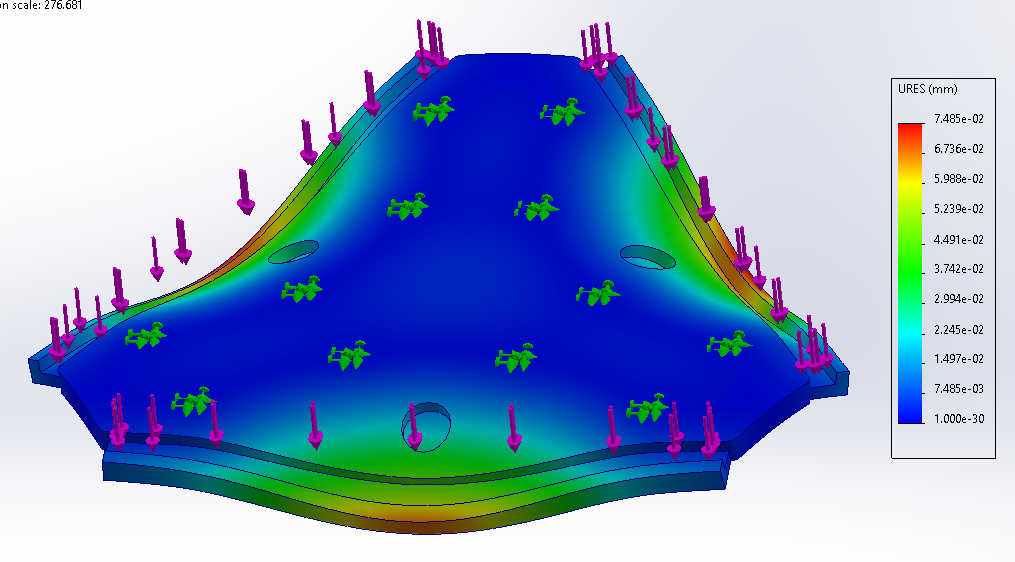 n scale: 276.681
URES (mm)
7.485e-02
6.736e-02
5.988e-02
5.239e-02
4.491e-02
3.742e-02
2.994e-02
2.245e-02
1.497e-02
7.485e-03
1.000e-30